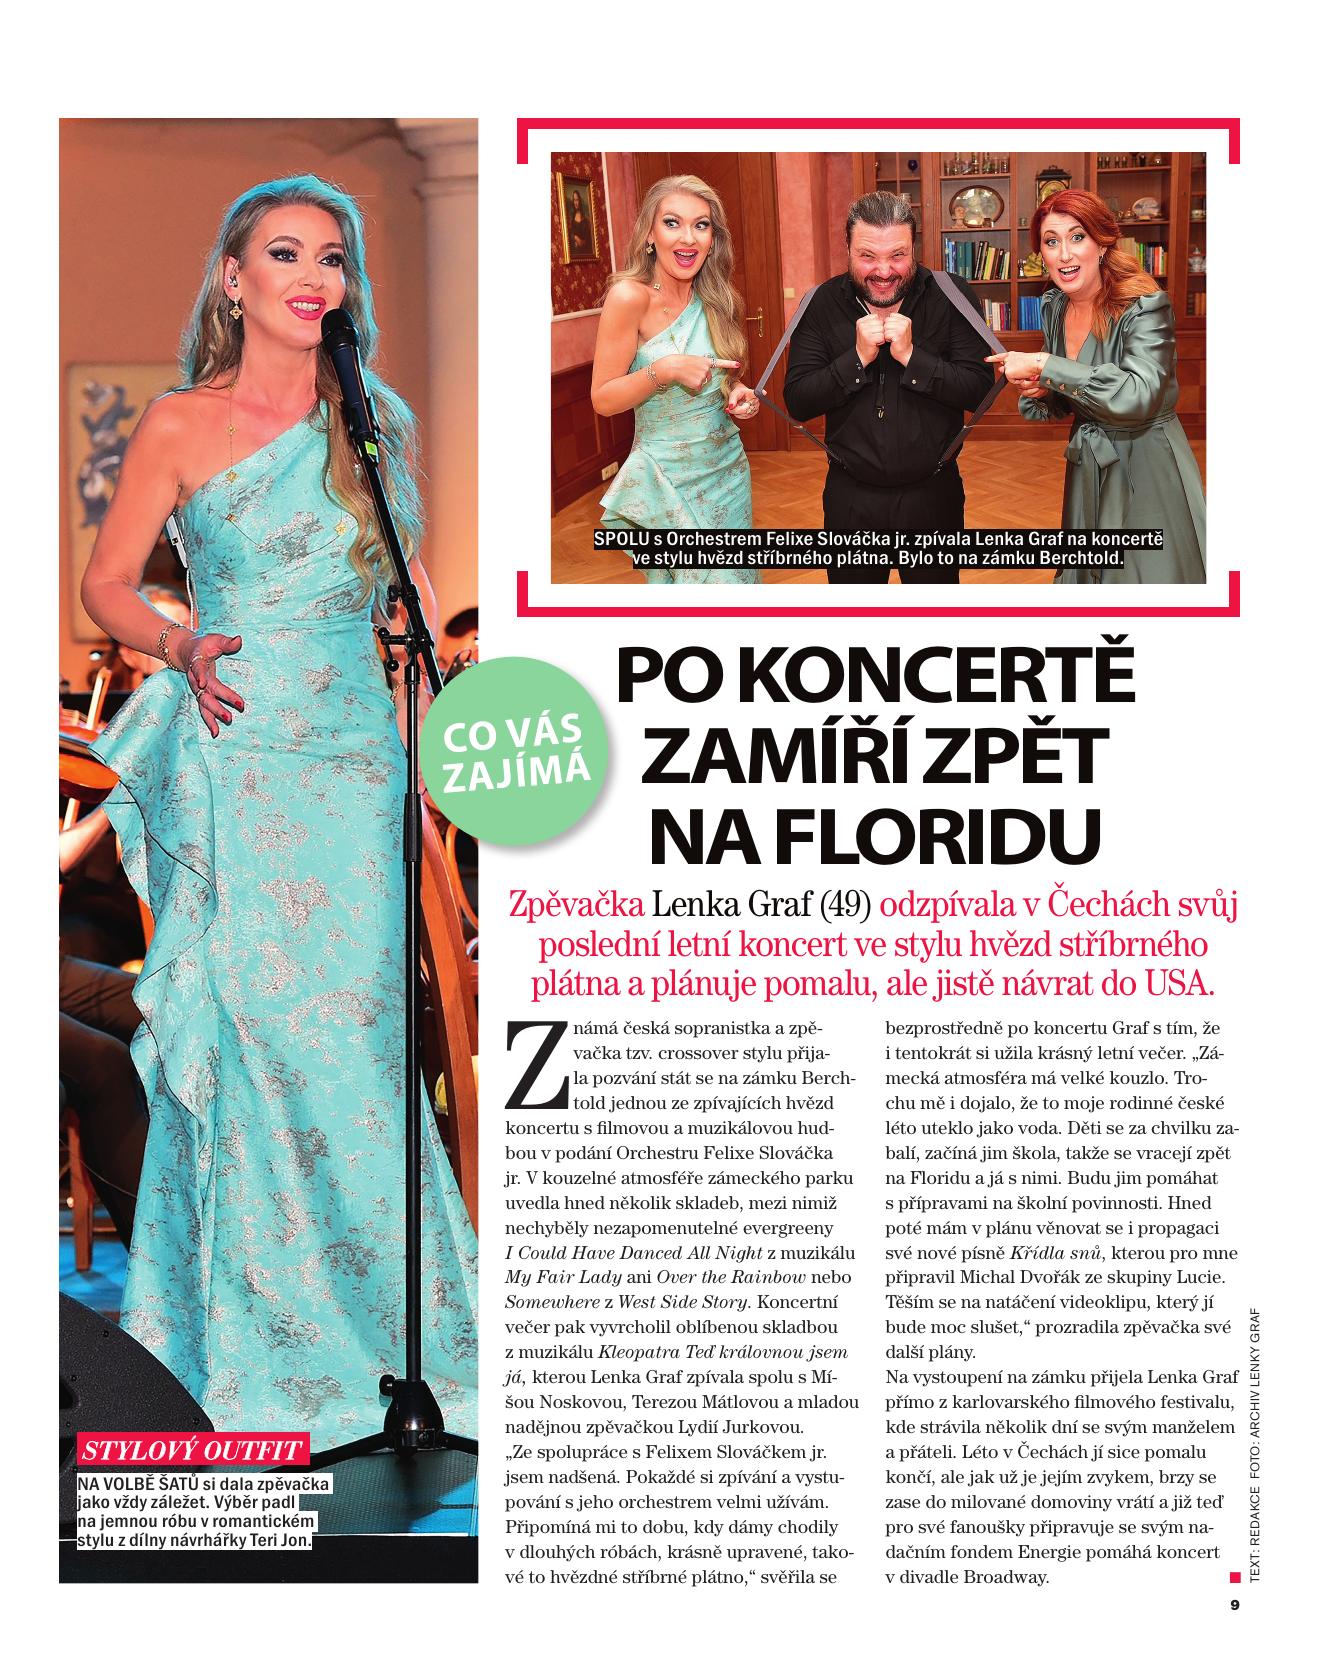 SPOLU s Orchestrem Felixe Slováčka jr. zpívala Lenka Graf na koncertě
ve stylu hvězd stříbrného plátna. Bylo to na zámku Berchtold.
CO VÁS
ZAJÍMÁ
PO KONCERTĚ
ZAMÍŘÍ ZPĚT
NA FLORIDU
Zpěvačka Lenka Graf (49) odzpívala v Čechách svůj
poslední letní koncert ve stylu hvězd stříbrného
plátna a plánuje pomalu, ale jistě návrat do USA.
Známá česká sopranistka a zpě-
vačka tzv. crossover stylu přija-
la pozvání stát se na zámku Berch-
told jednou ze zpívajících hvězd
koncertu s filmovou a muzikálovou hud-
bou v podání Orchestru Felixe Slováčka
jr. V kouzelné atmosféře zámeckého parku
uvedla hned několik skladeb, mezi nimiž
nechyběly nezapomenutelné evergreeny
I Could Have Danced All Night z muzikálu
My Fair Lady ani Over the Rainbow nebo
Somewhere z West Side Story. Koncertní
večer pak vyvrcholil oblíbenou skladbou
z muzikálu Kleopatra Teď královnou jsem
já, kterou Lenka Graf zpívala spolu s Mí-
šou Noskovou, Terezou Mátlovou a mladou
nadějnou zpěvačkou Lydií Jurkovou.
„Ze spolupráce s Felixem Slováčkem jr.
jsem nadšená. Pokaždé si zpívání a vystu-
pování s jeho orchestrem velmi užívám.
Připomíná mi to dobu, kdy dámy chodily
v dlouhých róbách, krásně upravené, tako-
vé to hvězdné stříbrné plátno,“ svěřila se
bezprostředně po koncertu Graf s tím, že
i tentokrát si užila krásný letní večer. „Zá-
mecká atmosféra má velké kouzlo. Tro-
chu mě i dojalo, že to moje rodinné české
léto uteklo jako voda. Děti se za chvilku za-
balí, začíná jim škola, takže se vracejí zpět
na Floridu a já s nimi. Budu jim pomáhat
s přípravami na školní povinnosti. Hned
poté mám v plánu věnovat se i propagaci
své nové písně Křídla snů, kterou pro mne
připravil Michal Dvořák ze skupiny Lucie.
Těším se na natáčení videoklipu, který jí
bude moc slušet,“ prozradila zpěvačka své
další plány.
Na vystoupení na zámku přijela Lenka Graf
přímo z karlovarského filmového festivalu,
kde strávila několik dní se svým manželem
a přáteli. Léto v Čechách jí sice pomalu
končí, ale jak už je jejím zvykem, brzy se
zase do milované domoviny vrátí a již teď
pro své fanoušky připravuje se svým na-
dačním fondem Energie pomáhá koncert
v divadle Broadway.
STYLOVÝ OUTFIT
NA VOLBĚ ŠATŮ si dala zpěvačka
jako vždy záležet. Výběr padl
na jemnou róbu v romantickém
stylu z dílny návrhářky Teri Jon.
TEXT: REDAKCE FOTO: ARCHIV LENKY GRAF
9